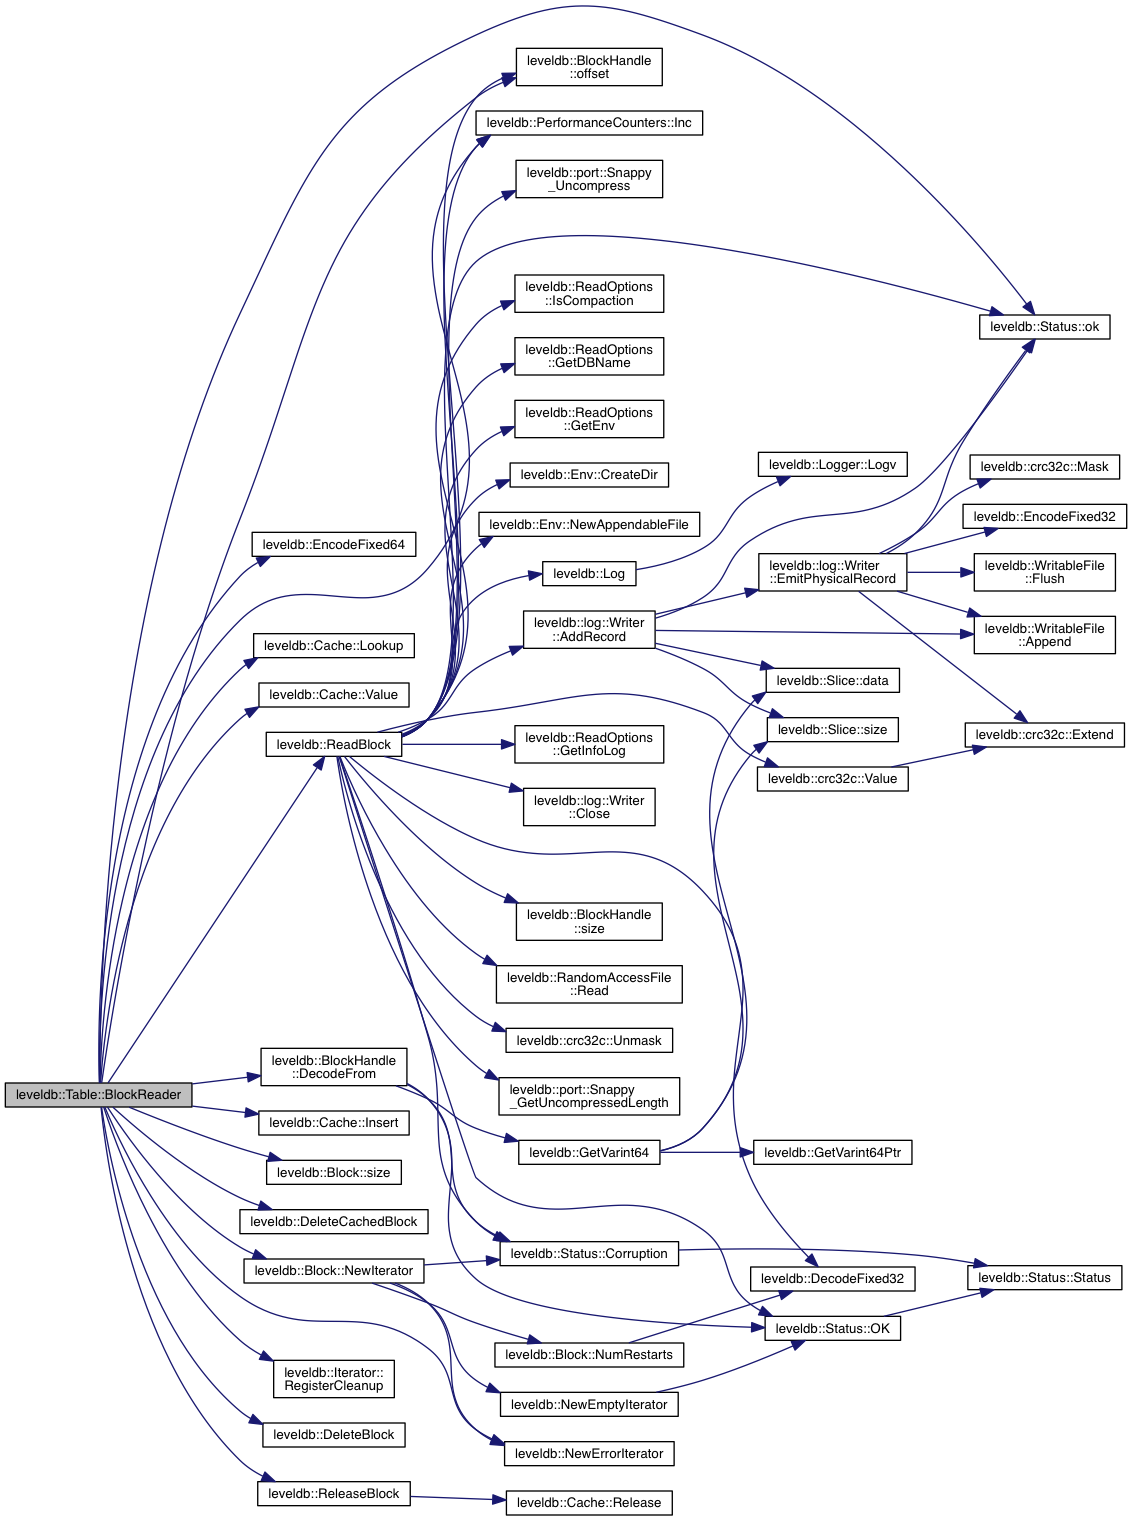 leveldb::BlockHandle
::offset
leveldb::PerformanceCounters::Inc
leveldb::port::Snappy
_Uncompress
leveldb::ReadOptions
::IsCompaction
leveldb::Status::ok
leveldb::ReadOptions
::GetDBName
leveldb::ReadOptions
::GetEnv
leveldb::Logger::Logv
leveldb::crc32c::Mask
leveldb::Env::CreateDir
leveldb::EncodeFixed32
leveldb::Env::NewAppendableFile
leveldb::EncodeFixed64
leveldb::Log
leveldb::log::Writer
::EmitPhysicalRecord
leveldb::WritableFile
::Flush
leveldb::log::Writer
::AddRecord
leveldb::WritableFile
::Append
leveldb::Cache::Lookup
leveldb::Slice::data
leveldb::Cache::Value
leveldb::Slice::size
leveldb::crc32c::Extend
leveldb::ReadBlock
leveldb::ReadOptions
::GetInfoLog
leveldb::crc32c::Value
leveldb::log::Writer
::Close
leveldb::BlockHandle
::size
leveldb::RandomAccessFile
::Read
leveldb::crc32c::Unmask
leveldb::BlockHandle
::DecodeFrom
leveldb::Table::BlockReader
leveldb::port::Snappy
_GetUncompressedLength
leveldb::Cache::Insert
leveldb::GetVarint64
leveldb::GetVarint64Ptr
leveldb::Block::size
leveldb::DeleteCachedBlock
leveldb::Status::Corruption
leveldb::Block::NewIterator
leveldb::DecodeFixed32
leveldb::Status::Status
leveldb::Status::OK
leveldb::Block::NumRestarts
leveldb::Iterator::
RegisterCleanup
leveldb::NewEmptyIterator
leveldb::DeleteBlock
leveldb::NewErrorIterator
leveldb::ReleaseBlock
leveldb::Cache::Release